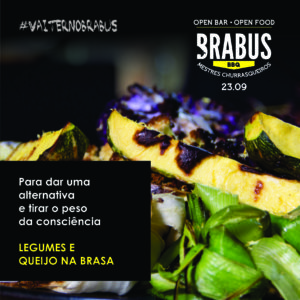 #VAITERNOBRABUS
OPEN BAR • OPEN FOOD
BRABUS
BBQ
MESTRES CHURRASQUEIROS
23.09
Para dar uma
alternativa
e tirar o peso
da consciência
LEGUMES E
QUEIJO NA BRASA